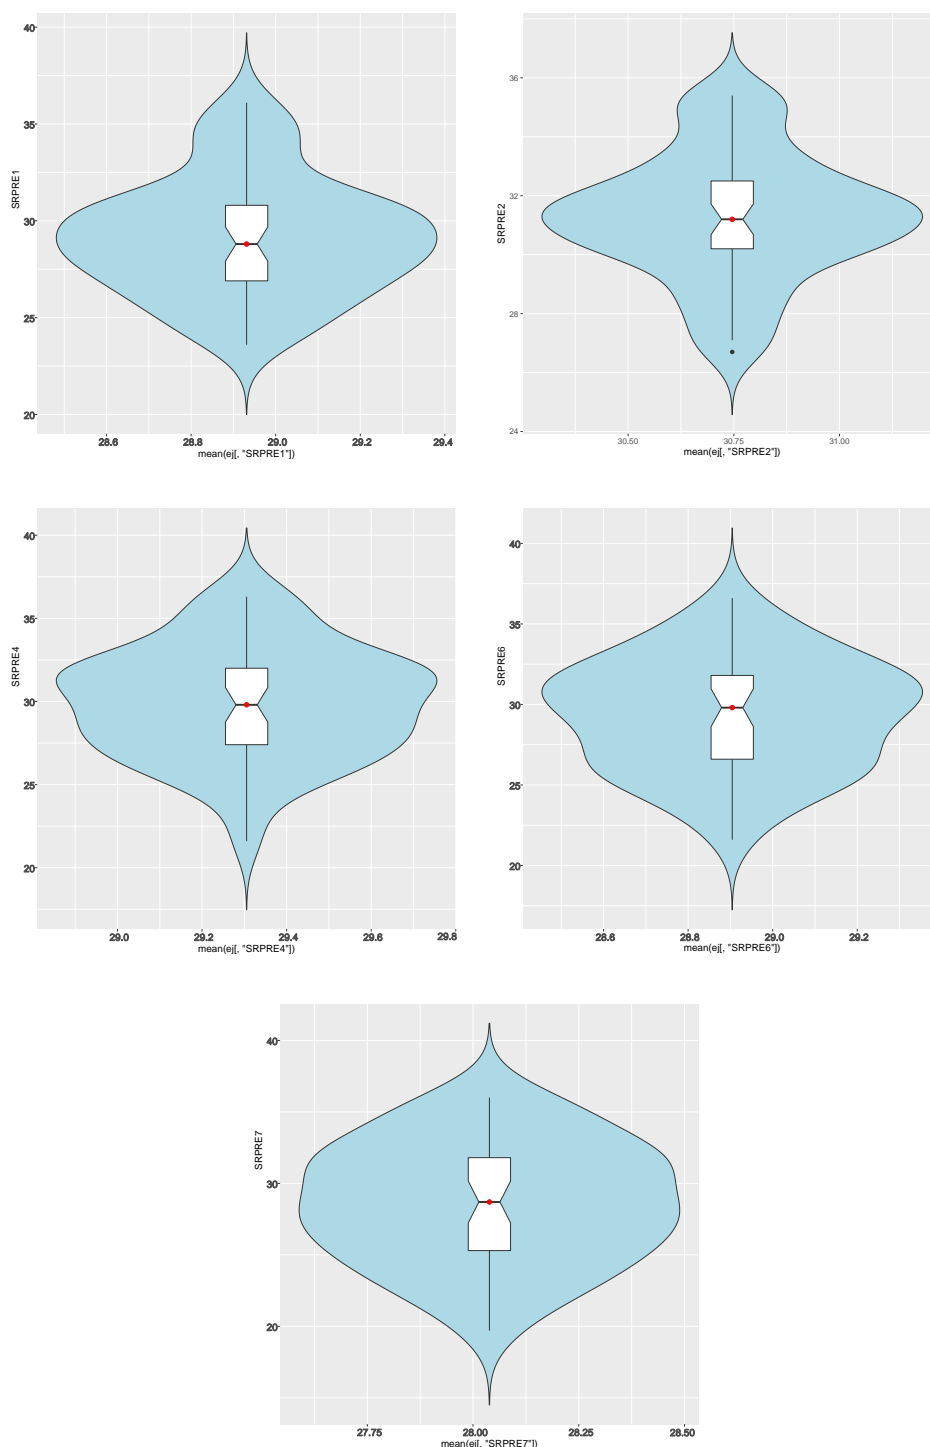 40
35
30
25
20
SRPRE1
28.6 28.8 29.0 29.2 29.4
mean(ej[, "SRPRE1"])
36
32
28
24
SRPRE2
30.50 30.75 31.00
mean(ej[, "SRPRE2"])
40
35
30
25
20
SRPRE4
29.0 29.2 29.4 29.6 29.8
mean(ej[, "SRPRE4"])
40
35
30
25
20
SRPRE6
28.6 28.8 29.0 29.2
mean(ej[, "SRPRE6"])
40
30
20
SRPRE7
27.75 28.00 28.25 28.50
mean(ej[, "SRPRE7"])